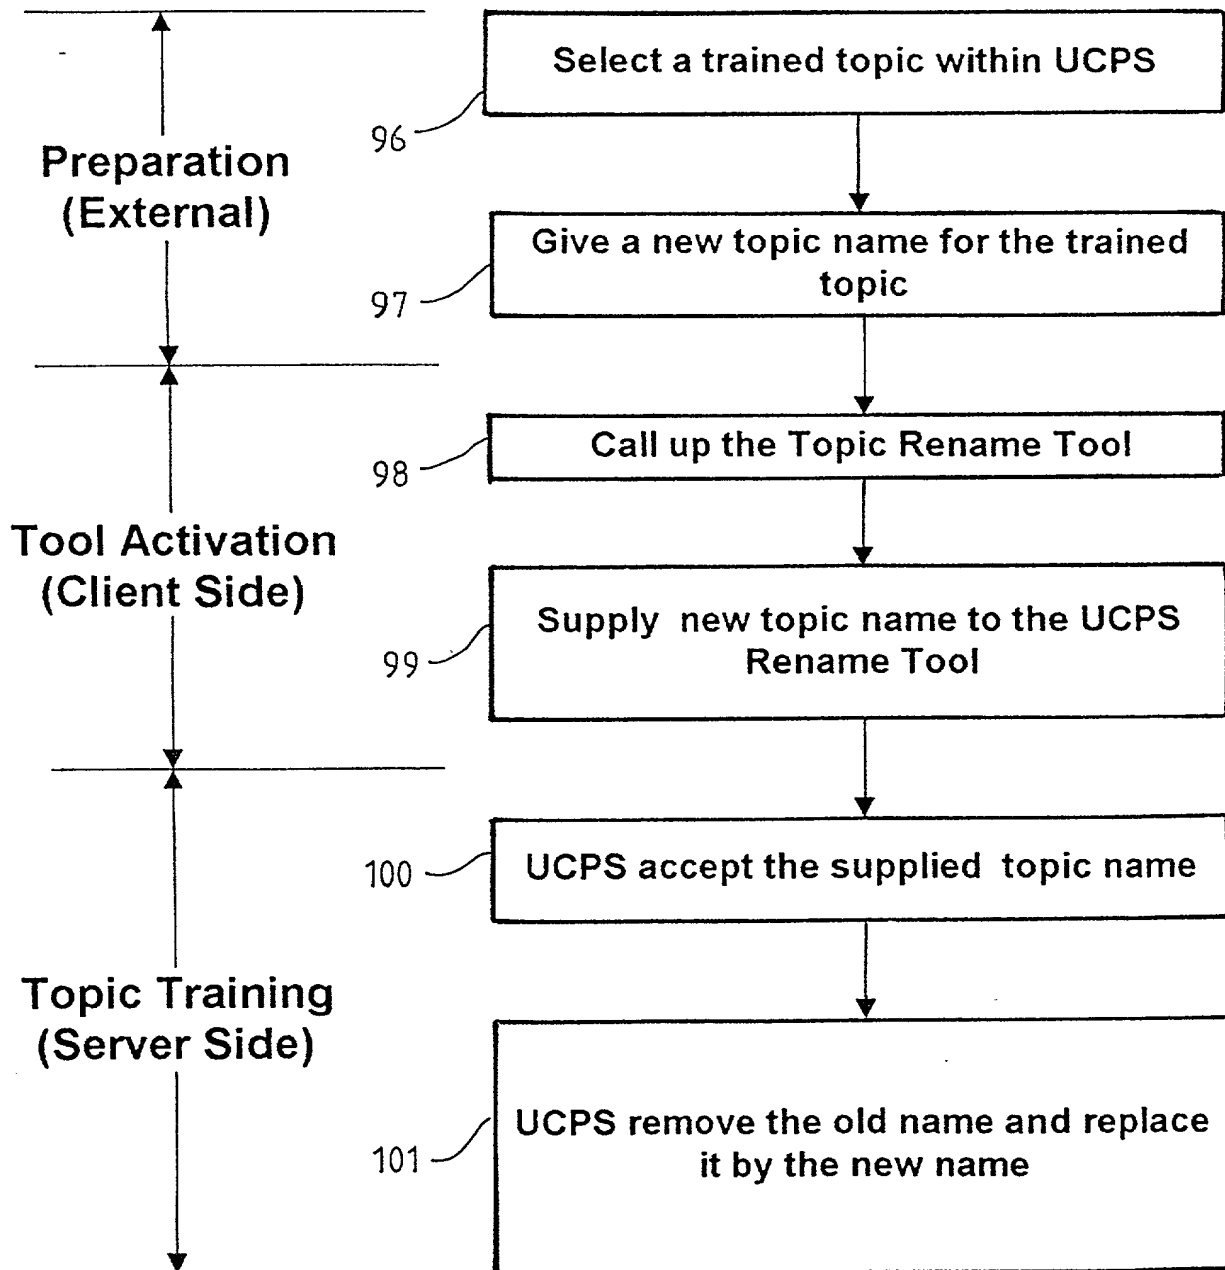 Select a trained topic within UCPS
96
Preparation
(External)
Give a new topic name for the trained
topic
97
Call up the Topic Rename Tool
98
Tool Activation
(Client Side)
Supply new topic name to the UCPS
Rename Tool
99
UCPS accept the supplied topic name
100
Topic Training
(Server Side)
UCPS remove the old name and replace
it by the new name
101